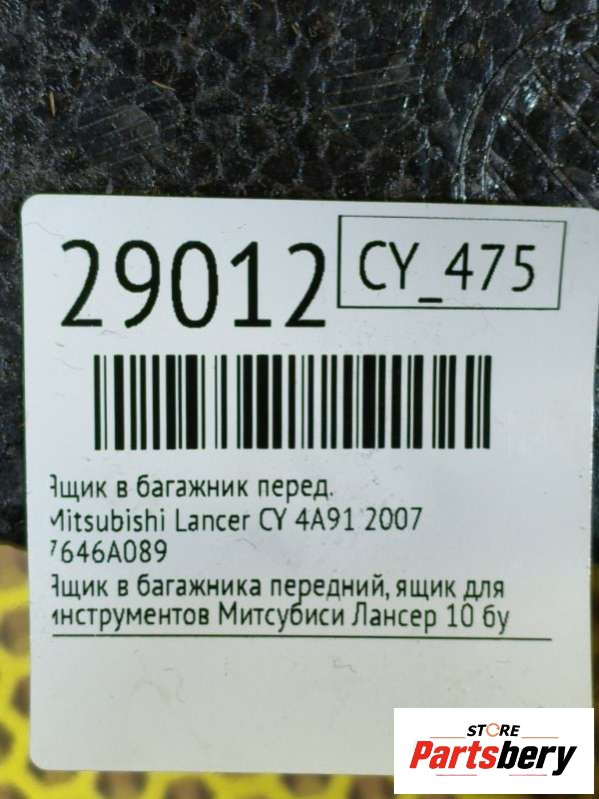 29012
CY_475
Ящик в багажник перед.
Mitsubishi Lancer CY 4A91 2007
7646A089
Ящик в багажника передний, ящик для
инструментов Митсубиси Лансер 10 бу
STORE
Partsbery